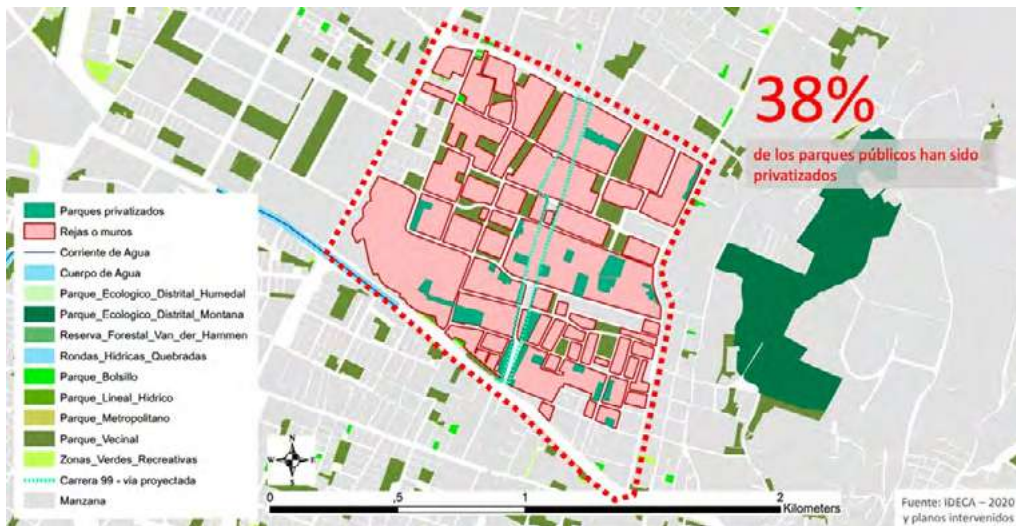 38%
de los parques públicos han sido
privatizados
Parques privatizados
Rejas o muros
Corriente de Agua
Cuerpo de Agua
Parque_Ecologico_Distrital_Humedal
Parque_Ecologico_Distrital_Montana
Reserva_Forestal_Van_der_Hammen
Rondas_Hidricas_Quebradas
Parque_Bolsillo
Parque_Lineal_Hidrico
Parque_Metropolitano
Parque_Vecinal
Zonas_Verdes_Recreativas
Carrera 99 - via proyectada
Manzana
N
W E
S
0 ,5 1 2
Kilometers
Fuente: IDECA – 2020
y planos intervenidos